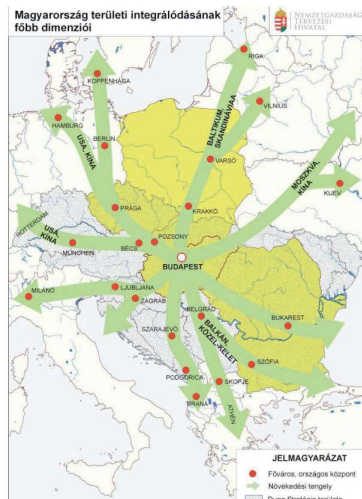 Magyarország területi integrálódásának
főbb dimenziói
NEMZETGAZDASÁGI
TERVEZÉSI
HIVATAL
RIGA
KOPPENHÁGA
VILNIUS
HAMBURG
BALTIKUM,
SKANDINÁVIAA
USA, KÍNA
BERLIN
VARSÓ
MOSZKVA,
KÍNA
KIJEV
PRÁGA
KRAKKÓ
ROTTERDAM
USA,
KÍNA
POZSONY
BÉCS
MÜNCHEN
BUDAPEST
LJUBLJANA
MILÁNÓ
ZÁGRÁB
BELGRÁD
BALKÁN,
KÖZEL-KELET
BUKAREST
SZARAJEVÓ
SZÓFIA
PODGORICA
SKOPJE
TIRANA
ATHÉN
JELMAGYARÁZAT
Főváros, országos központ
Növekedési tengely
Duna Stratégia területe